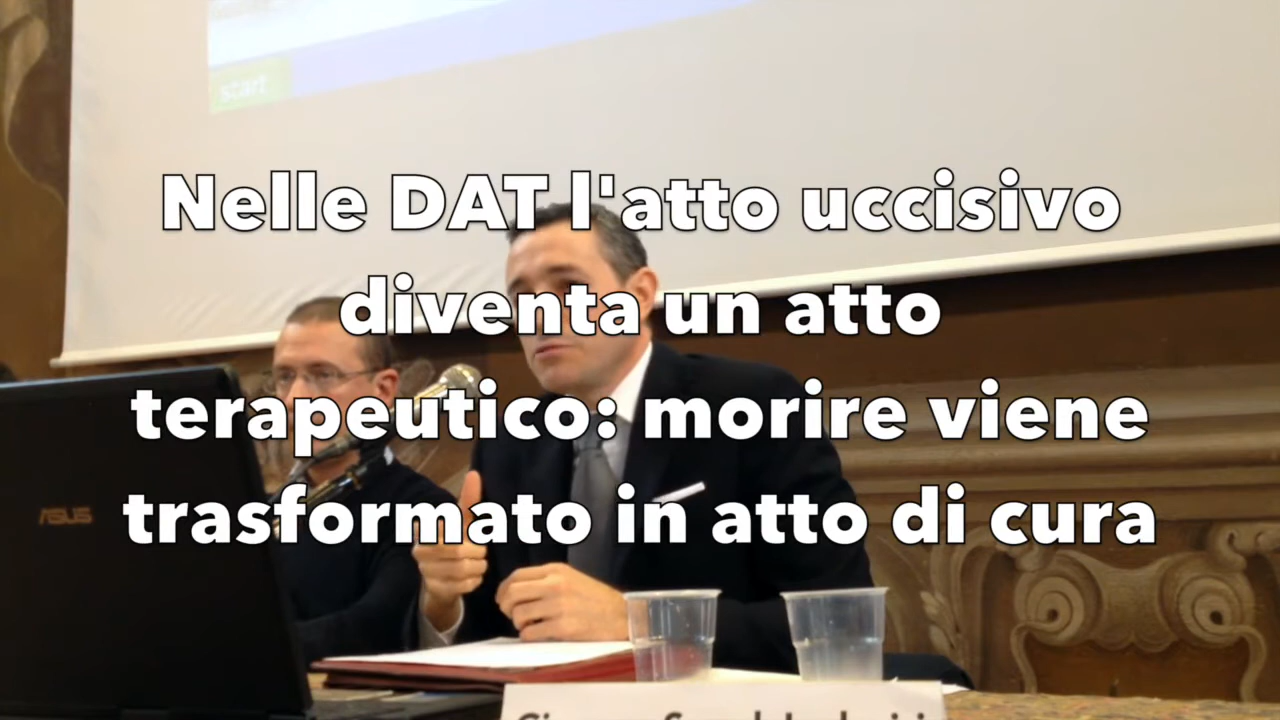 start
Nelle DAT l'atto uccisivo
diventa un atto
terapeutico: morire viene
trasformato in atto di cura
ASUS